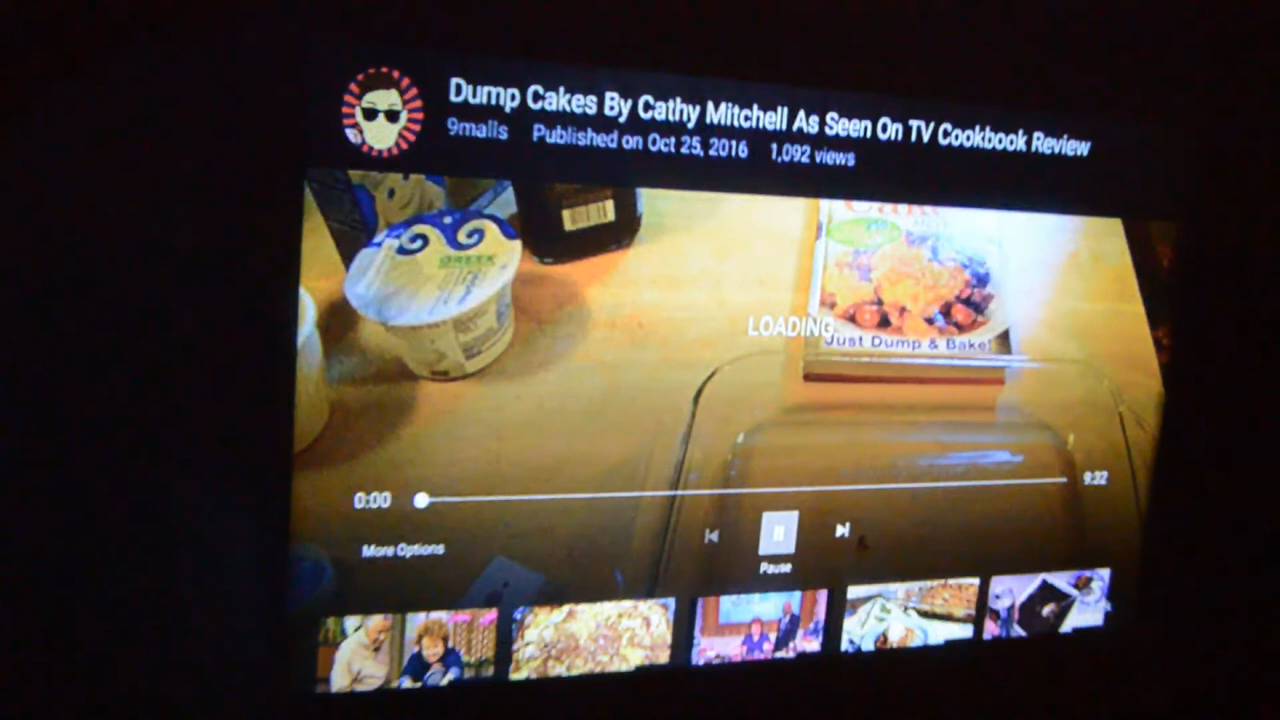 Dump Cakes By Cathy Mitchell As Seen On TV Cookbook Review
9malls Published on Oct 25, 2016 1,092 views
GREEK
LOADING
Just Dump & Bake!
0:00
9:32
More Options
Pause